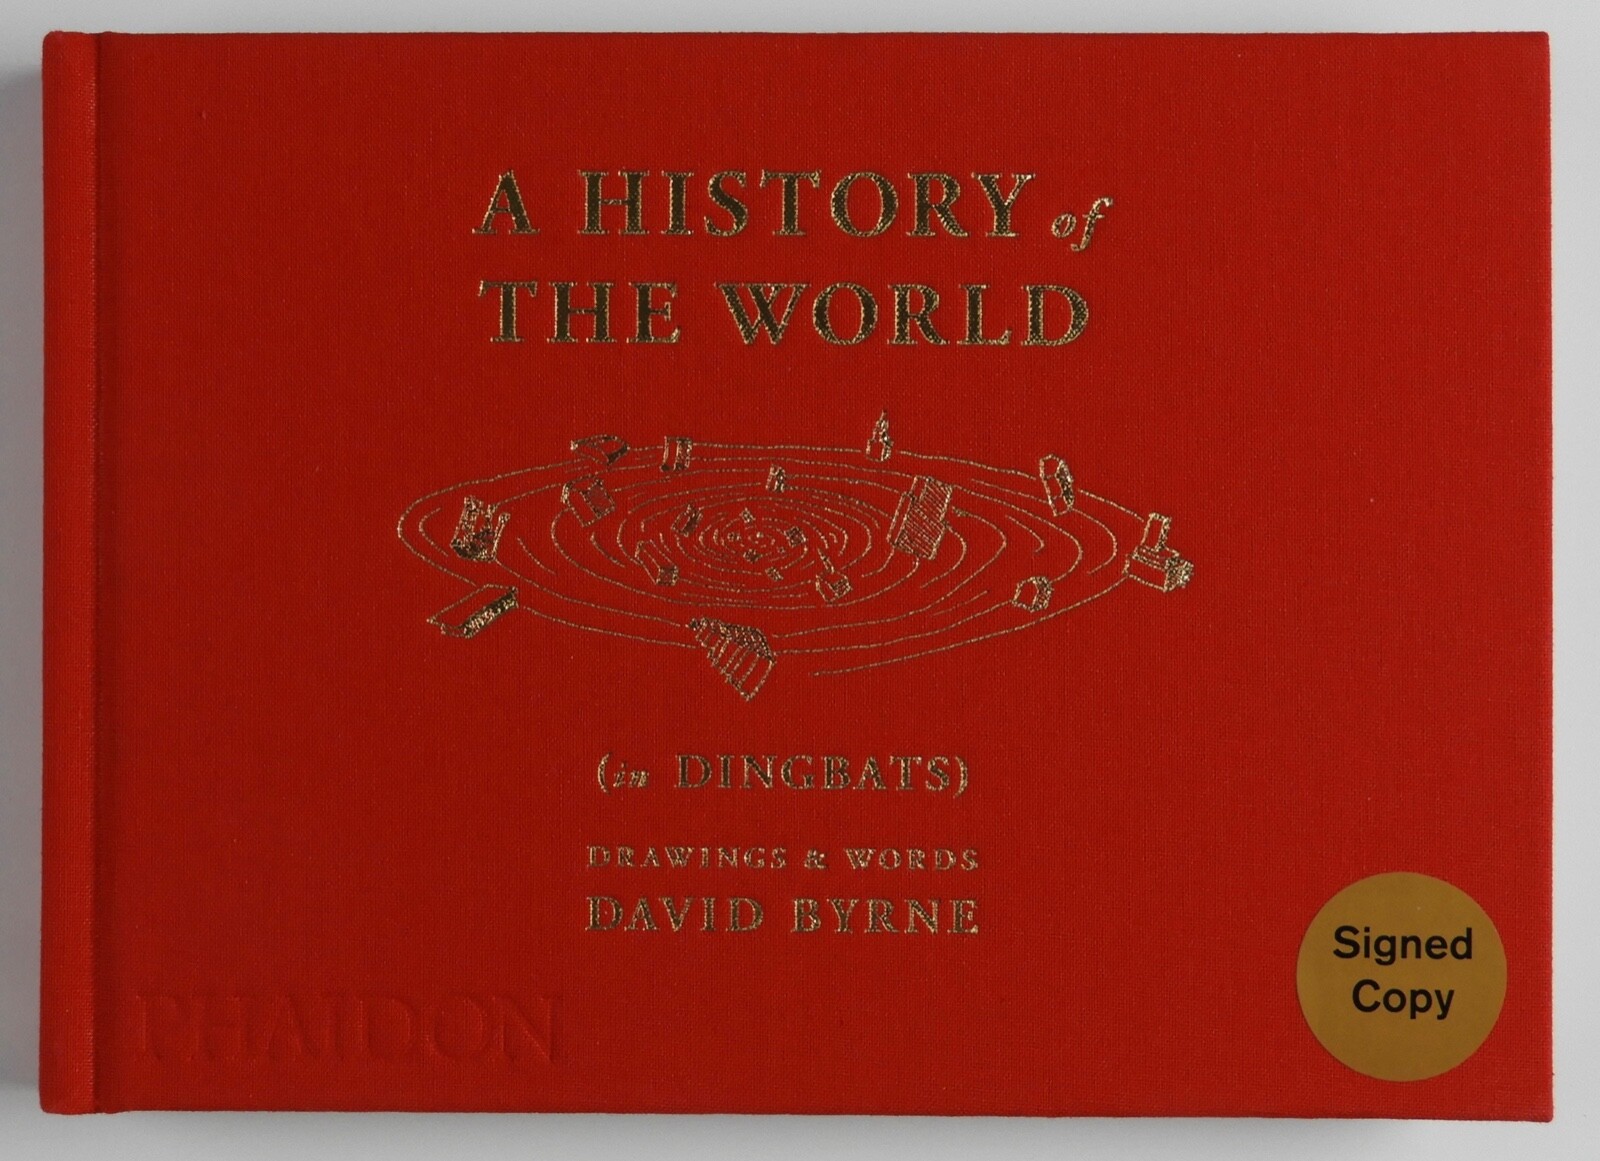 A HISTORY of
THE WORLD
(in DINGBATS)
DRAWINGS & WORDS
DAVID BYRNE
PHAIDON
Signed
Copy